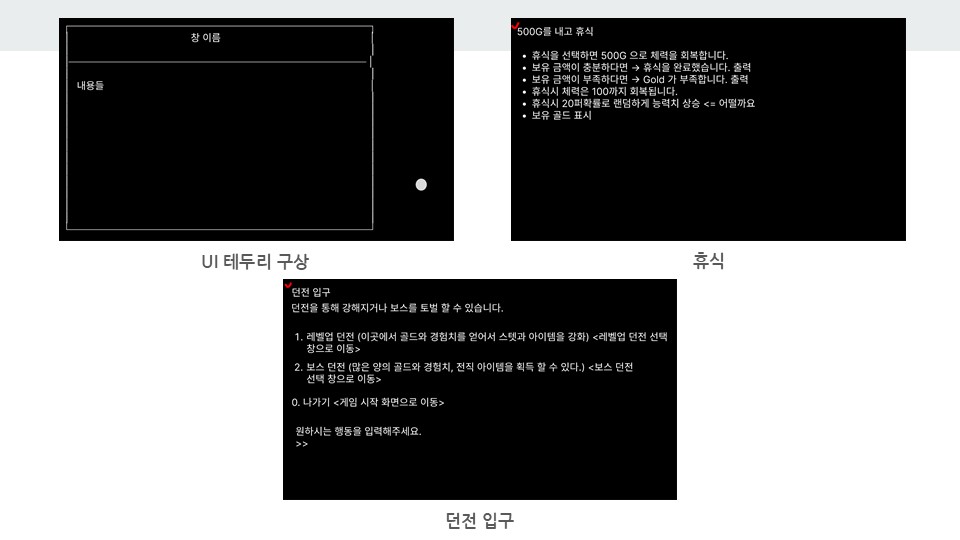 창 이름
내용들
UI 테두리 구상
500G를 내고 휴식
• 휴식을 선택하면 500G 으로 체력을 회복합니다.
• 보유 금액이 충분하다면 → 휴식을 완료했습니다. 출력
• 보유 금액이 부족하다면 → Gold 가 부족합니다. 출력
• 휴식시 체력은 100까지 회복됩니다.
• 휴식시 20퍼확률로 랜덤하게 능력치 상승 <= 어떨까요
• 보유 골드 표시
휴식
던전 입구
던전을 통해 강해지거나 보스를 토벌 할 수 있습니다.
1. 레벨업 던전 (이곳에서 골드와 경험치를 얻어서 스텟과 아이템을 강화) <레벨업 던전 선택
창으로 이동>
2. 보스 던전 (많은 양의 골드와 경험치, 전직 아이템을 획득 할 수 있다.) <보스 던전
선택 창으로 이동>
0. 나가기 <게임 시작 화면으로 이동>
원하시는 행동을 입력해주세요.
>>
던전 입구